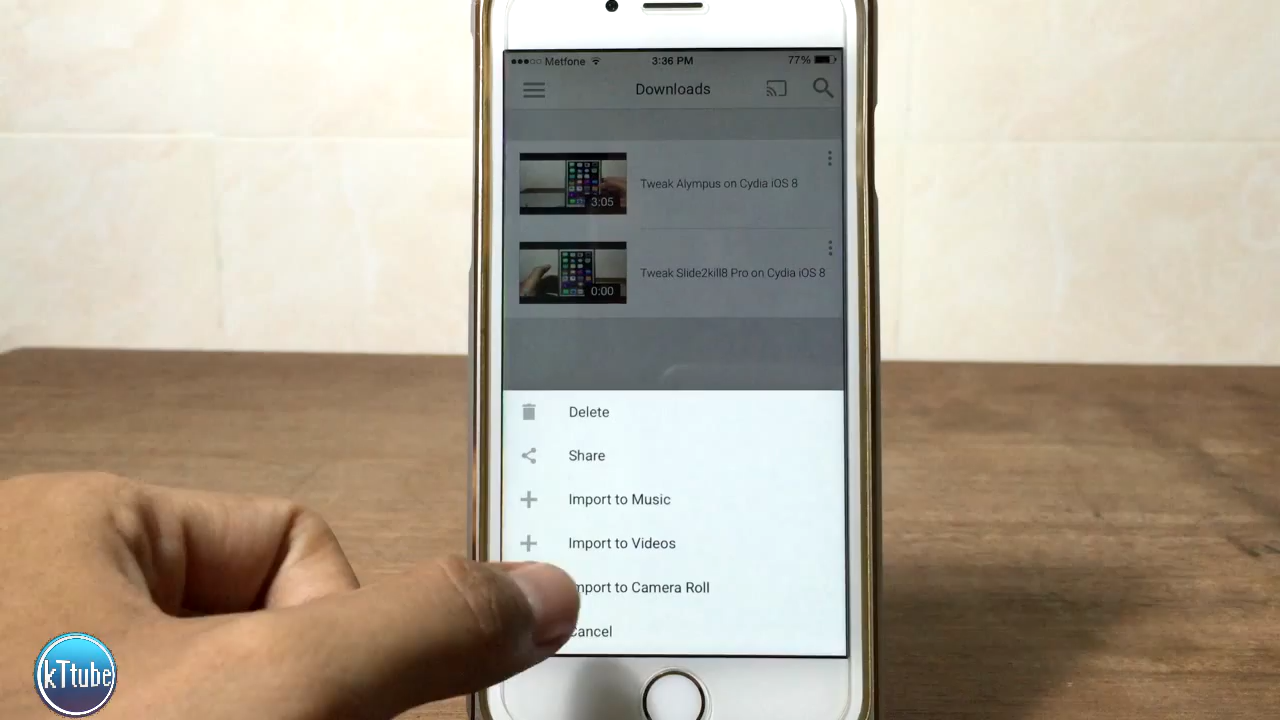 Metfone 3:36 PM 77%
Downloads
Tweak Alympus on Cydia iOS 8
3:05
Tweak Slide2kill8 Pro on Cydia iOS 8
0:00
Delete
Share
Import to Music
Import to Videos
mport to Camera Roll
Cancel
kTtube